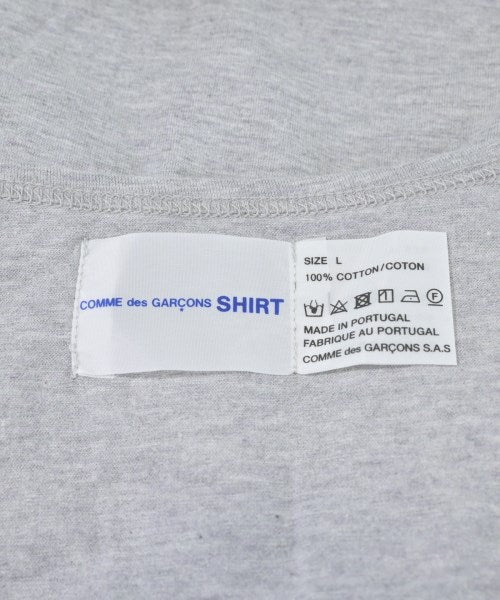 COMME des GARÇONS SHIRT
SIZE L
100% COTTON/COTON
MADE IN PORTUGAL
FABRIQUE AU PORTUGAL
COMME des GARÇONS S.A.S